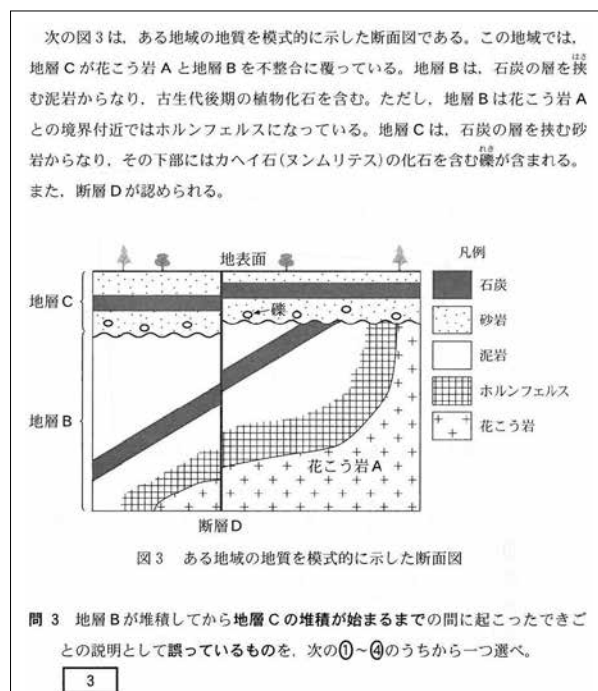 次の図3は，ある地域の地質を模式的に示した断面図である。この地域では，
地層Cが花こう岩Aと地層Bを不整合に覆っている。地層Bは，石炭の層を挟
はさ
む泥岩からなり，古生代後期の植物化石を含む。ただし，地層Bは花こう岩A
との境界付近ではホルンフェルスになっている。地層Cは，石炭の層を挟む砂
岩からなり，その下部にはカヘイ石(ヌンムリテス)の化石を含む礫が含まれる。
れき
また，断層Dが認められる。
地表面
凡例
地層C
礫
石炭
砂岩
泥岩
地層B
ホルンフェルス
花こう岩A
花こう岩
断層D
図3 ある地域の地質を模式的に示した断面図
問3 地層Bが堆積してから地層Cの堆積が始まるまでの間に起こったできご
との説明として誤っているものを，次の①～④のうちから一つ選べ。
3